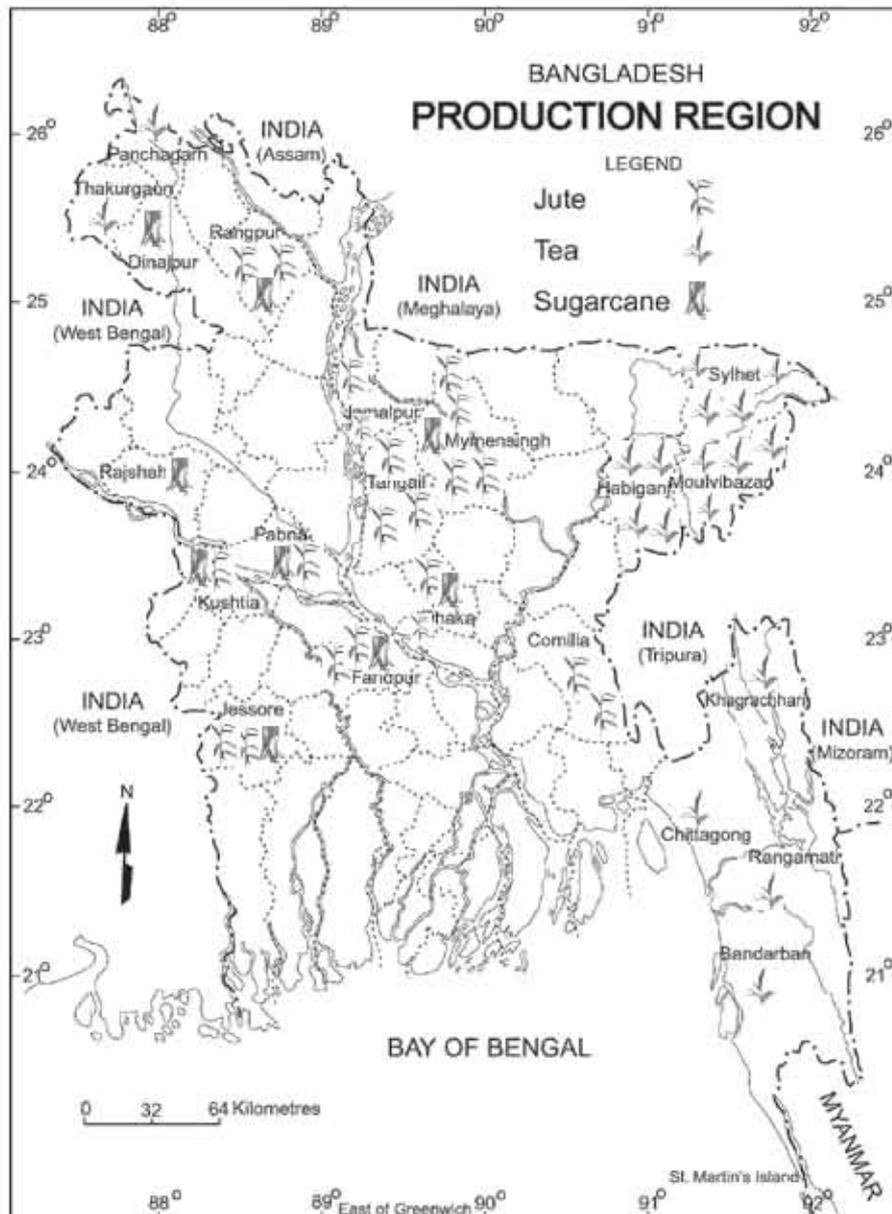 88° 89° 90° 91° 92°
BANGLADESH
PRODUCTION REGION
26° 26°
INDIA
(Assam)
LEGEND
Jute
Tea
Sugarcane
Panchagarh
Thakurgaon
Rangpur
Dinajpur
25° 25°
INDIA
(West Bengal)
INDIA
(Meghalaya)
Sylhet
Jamalpur
Mymensingh
24° 24°
Rajshahi
Tangail
Habiganj
Moulvibazar
Pabna
Kushtia
Dhaka
23° 23°
Comilla
INDIA
(Tripura)
Faridpur
INDIA
(West Bengal)
Jessore
Khagrachhari
INDIA
(Mizoram)
N
22° 22°
Chittagong
Rangamati
Bandarban
21° 21°
BAY OF BENGAL
0 32 64 Kilometres
MYANMAR
St. Martin's Island
88° 89° 90° 91° 92°
East of Greenwich